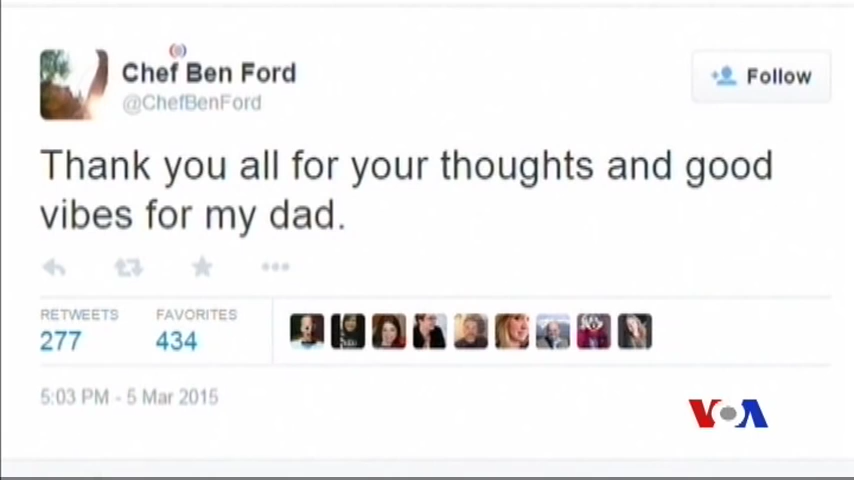 Chef Ben Ford
@ChefBenFord
Follow
Thank you all for your thoughts and good
vibes for my dad.
RETWEETS FAVORITES
277 434
5:03 PM - 5 Mar 2015
VOA